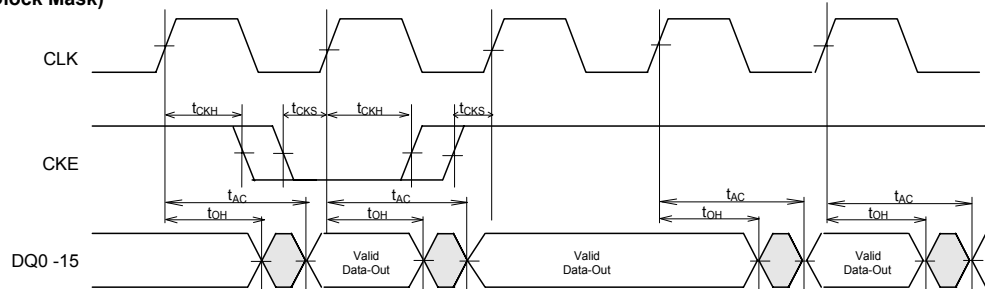 lock Mask)
CLK
tCKH tCKS tCKH tCKS
CKE
tAC tAC tAC tAC
tOH tOH tOH tOH
DQ0 -15
Valid Valid Valid
Data-Out Data-Out Data-Out